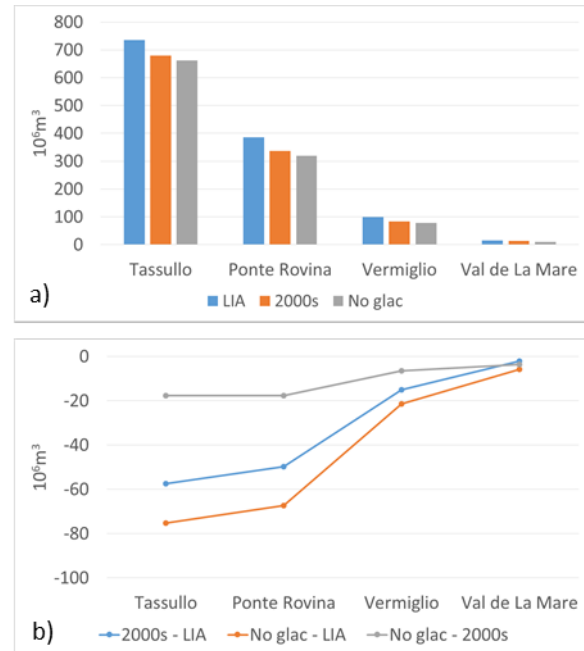 800
700
600
500
400
300
200
100
0
10⁶m³
Tassullo Ponte Rovina Vermiglio Val de La Mare
a)
LIA 2000s No glac
0
-20
-40
-60
-80
-100
10⁶m³
Tassullo Ponte Rovina Vermiglio Val de La Mare
b)
2000s - LIA No glac - LIA No glac - 2000s